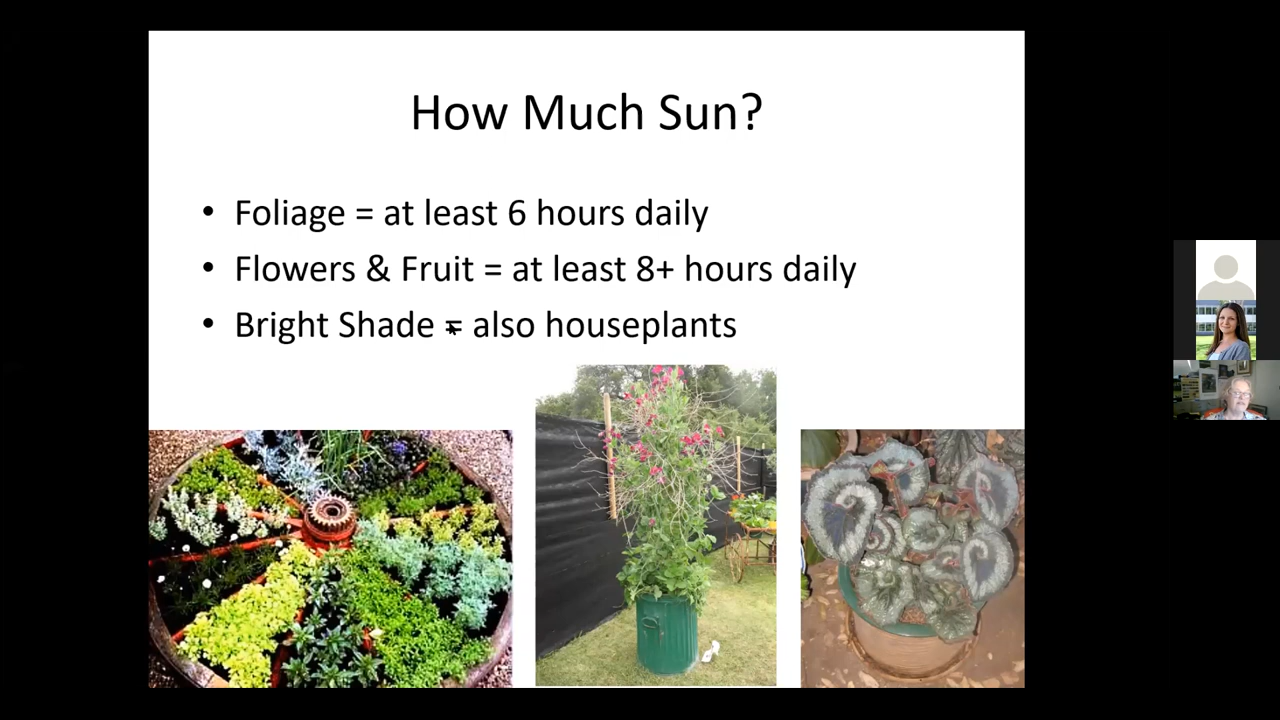 How Much Sun?
• Foliage = at least 6 hours daily
• Flowers & Fruit = at least 8+ hours daily
• Bright Shade = also houseplants